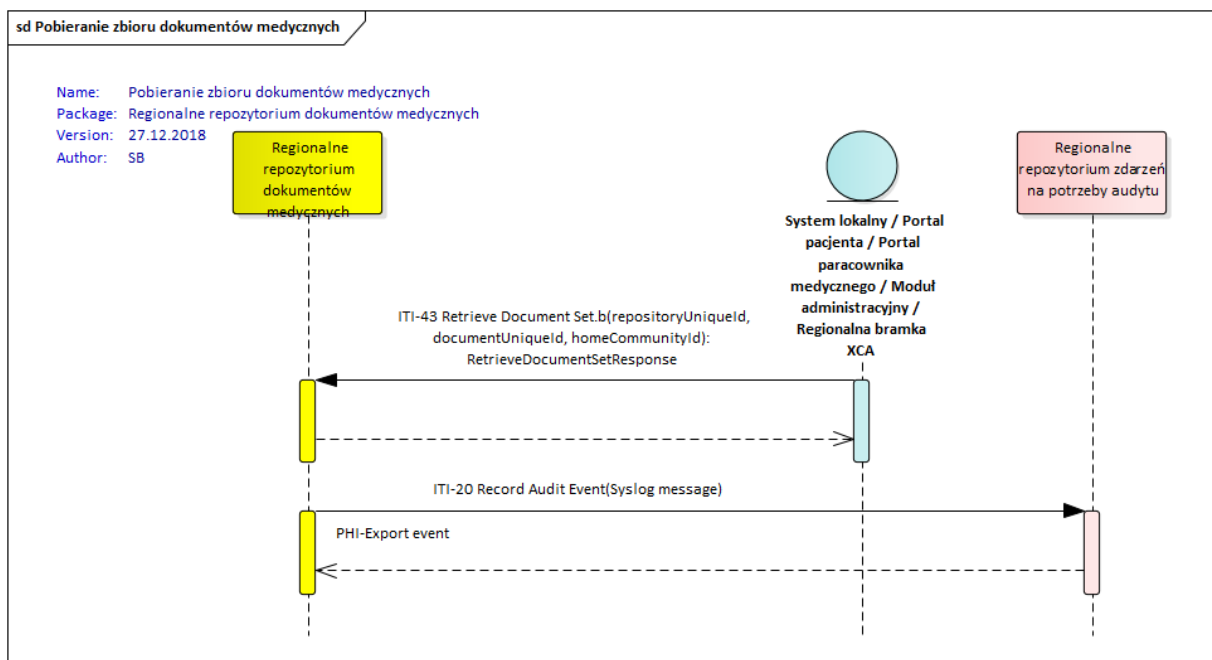 sd Pobieranie zbioru dokumentów medycznych
Name: Pobieranie zbioru dokumentów medycznych
Package: Regionalne repozytorium dokumentów medycznych
Version: 27.12.2018
Author: SB
Regionalne
repozytorium
dokumentów
medycznych
System lokalny / Portal
pacjenta / Portal
paracownika
medycznego / Moduł
administracyjny /
Regionalna bramka
XCA
Regionalne
repozytorium zdarzeń
na potrzeby audytu
ITI-43 Retrieve Document Set.b(repositoryUniqueId,
documentUniqueId, homeCommunityId):
RetrieveDocumentSetResponse
ITI-20 Record Audit Event(Syslog message)
PHI-Export event